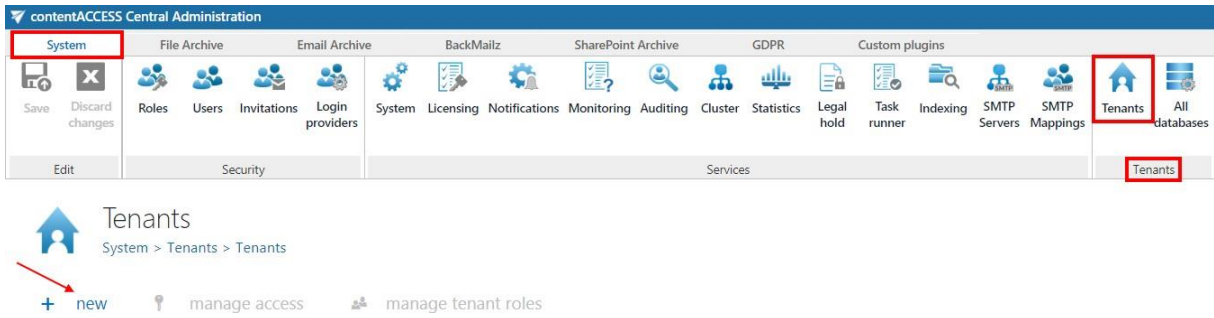 contentACCESS Central Administration
System File Archive Email Archive BackMailz SharePoint Archive GDPR Custom plugins
Save Discard changes Roles Users Invitations Login providers System Licensing Notifications Monitoring Auditing Cluster Statistics Legal hold Task runner Indexing SMTP Servers SMTP Mappings Tenants All databases
Edit Security Services Tenants
Tenants
System > Tenants > Tenants
+ new manage access manage tenant roles